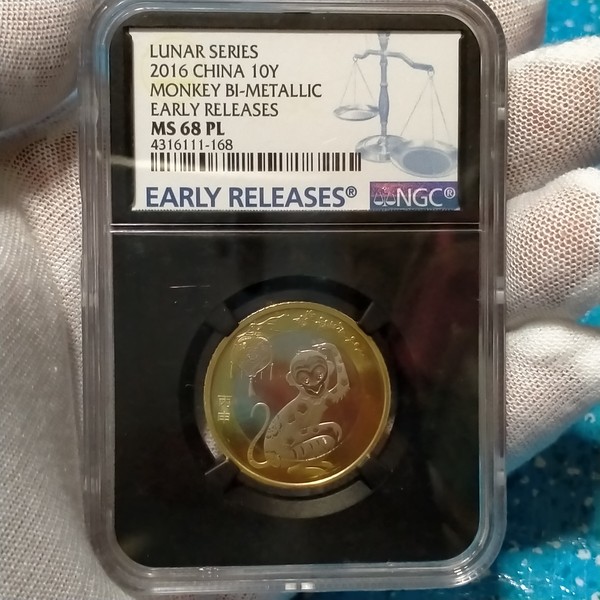 LUNAR SERIES
2016 CHINA 10Y
MONKEY BI-METALLIC
EARLY RELEASES
MS 68 PL
4316111-168
EARLY RELEASES®
NGC®